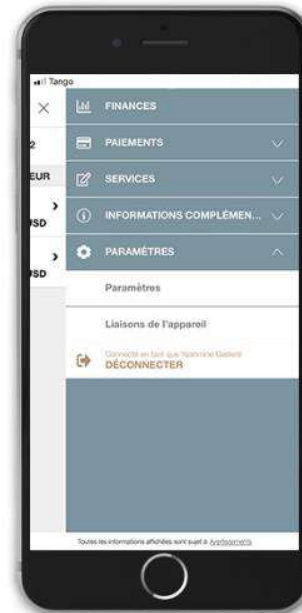 Tango
FINANCES
2
PAIEMENTS
EUR
SERVICES
INFORMATIONS COMPLÉMEN...
USD
PARAMÈTRES
USD
Paramètres
Liaisons de l'appareil
Connecté en tant que
DÉCONNECTER
Toutes les informations affichées sont sujet à Avertissements